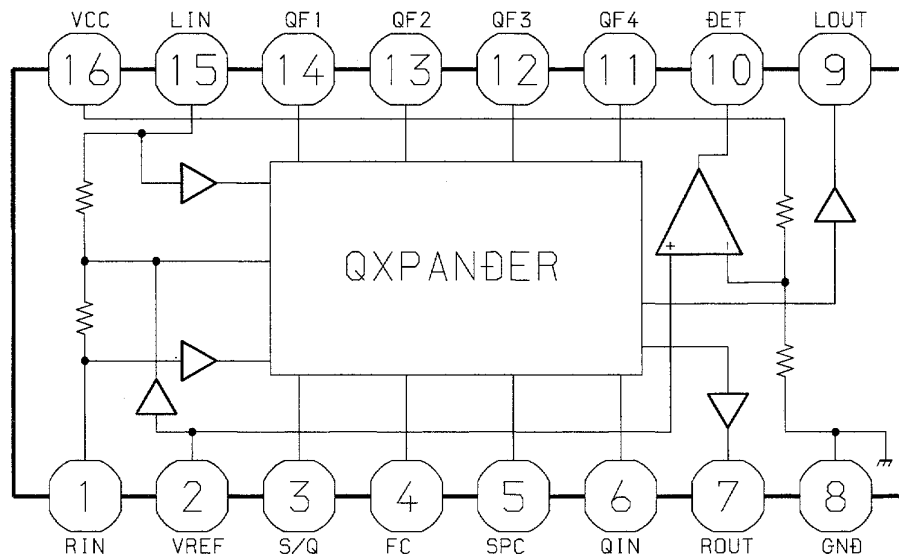 VCC LIN QF1 QF2 QF3 QF4 DET LOUT
16 15 14 13 12 11 10 9
+ -
QXPANDER
1 2 3 4 5 6 7 8
RIN VREF S/Q FC SPC QIN ROUT GND